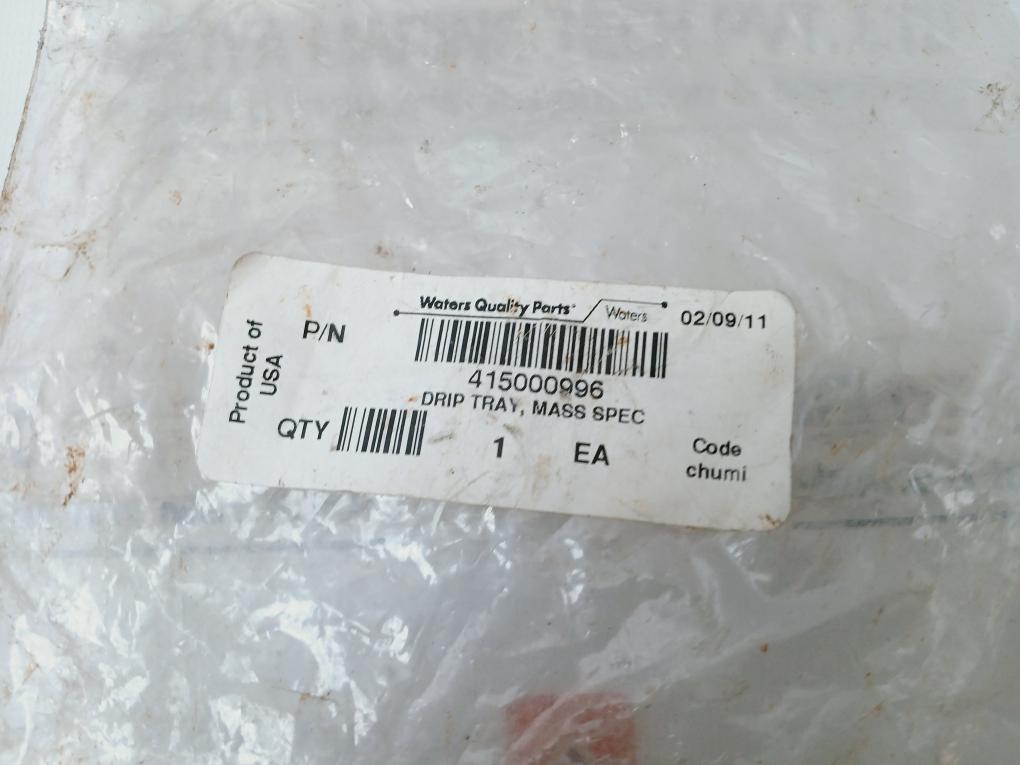 Waters Quality Parts
Waters
02/09/11
Product of
USA
P/N
415000996
DRIP TRAY, MASS SPEC
QTY
1
EA
Code
chumi